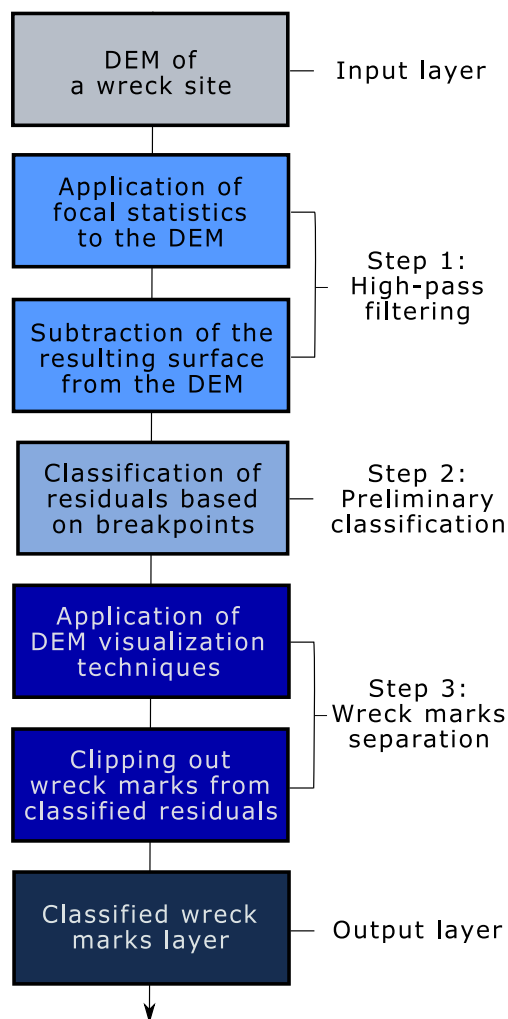 DEM of
a wreck site
Input layer
Application of
focal statistics
to the DEM
Subtraction of the
resulting surface
from the DEM
Step 1:
High-pass
filtering
Classification of
residuals based
on breakpoints
Step 2:
Preliminary
classification
Application of
DEM visualization
techniques
Clipping out
wreck marks from
classified residuals
Step 3:
Wreck marks
separation
Classified wreck
marks layer
Output layer